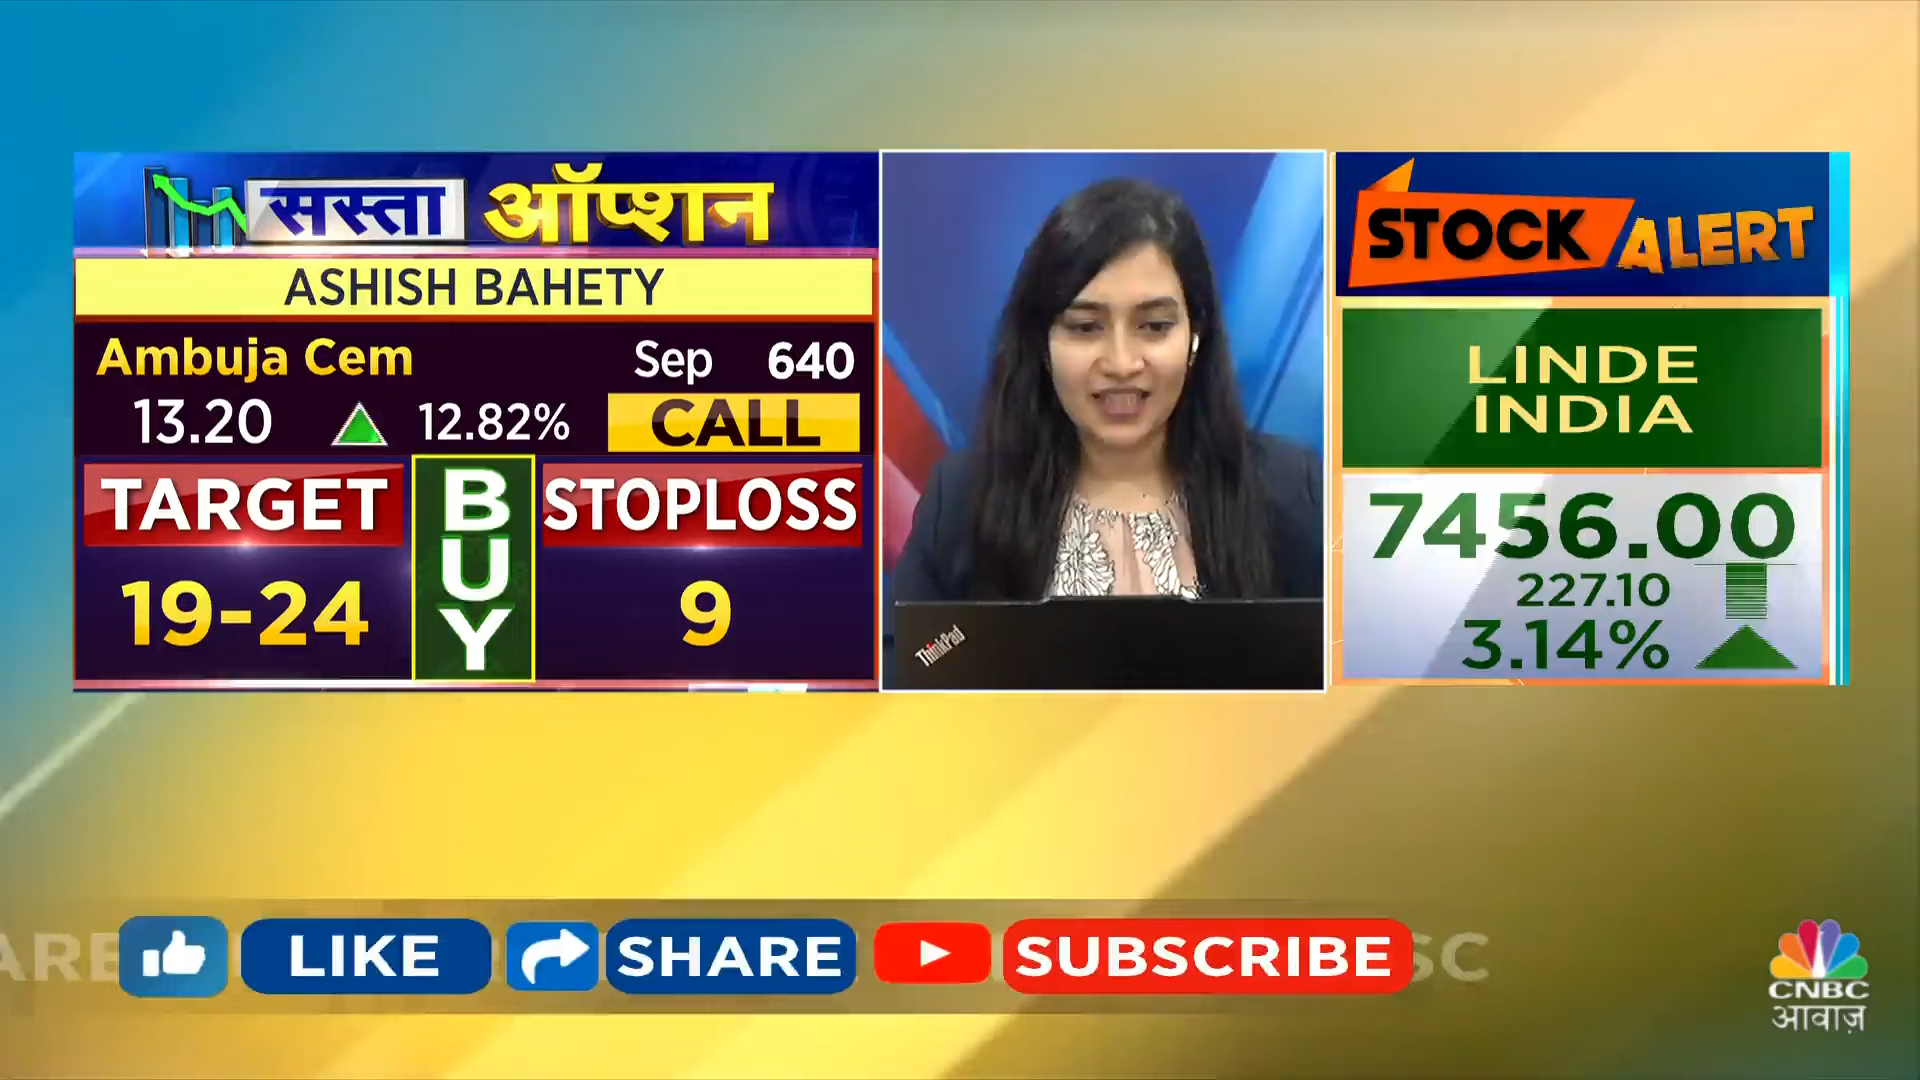 सस्ता ऑप्शन
ASHISH BAHETY
Ambuja Cem Sep 640
13.20 12.82% CALL
TARGET BUY STOPLOSS
19-24 9
ThinkPad
STOCK ALERT
LINDE
INDIA
7456.00
227.10
3.14%
LIKE SHARE SUBSCRIBE
CNBC
आवाज़